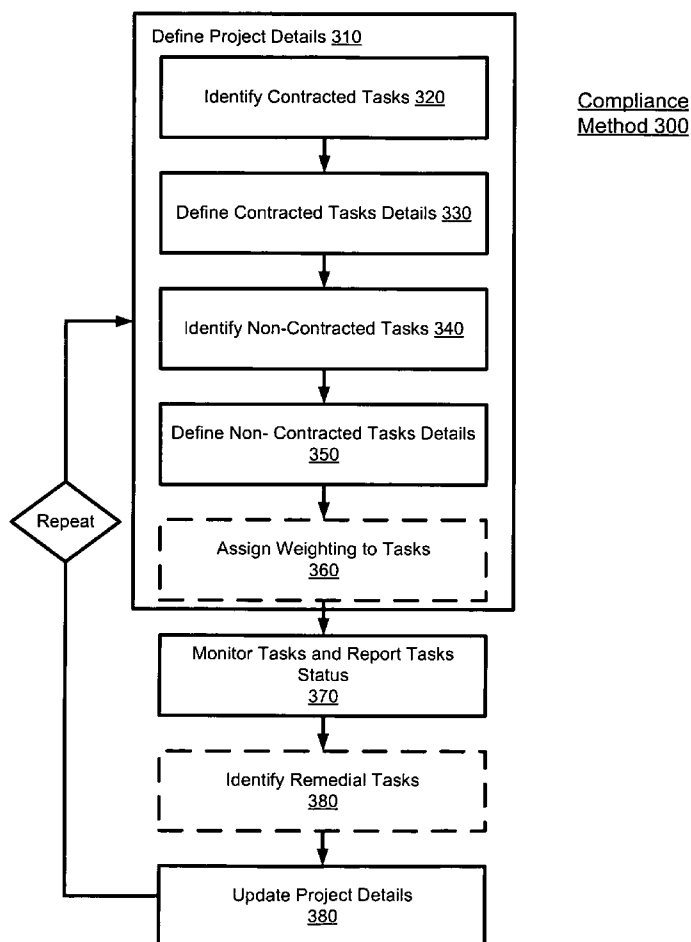 Define Project Details 310
Identify Contracted Tasks 320
Compliance
Method 300
Define Contracted Tasks Details 330
Identify Non-Contracted Tasks 340
Define Non- Contracted Tasks Details
350
Repeat
Assign Weighting to Tasks
360
Monitor Tasks and Report Tasks
Status
370
Identify Remedial Tasks
380
Update Project Details
380